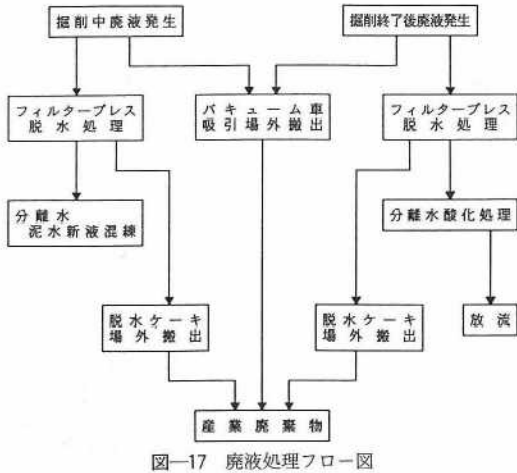 掘削中廃液発生
掘削終了後廃液発生
フィルタープレス
脱水処理
バキューム車
吸引場外搬出
フィルタープレス
脱水処理
分離水
泥水新液混練
分離水酸化処理
脱水ケーキ
場外搬出
脱水ケーキ
場外搬出
放流
産業廃棄物
図—17 廃液処理フロー図